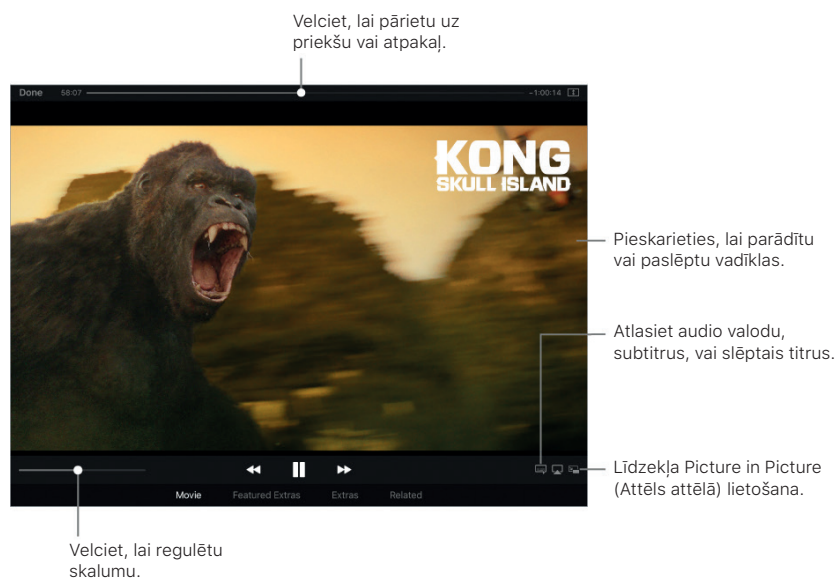 Velciet, lai pārietu uz
priekšu vai atpakaļ.
Done 58:07 -1:00:14
KONG
SKULL ISLAND
Pieskarieties, lai parādītu
vai paslēptu vadīklas.
Atlasiet audio valodu,
subtitrus, vai slēptais titrus.
Līdzekļa Picture in Picture
(Attēls attēlā) lietošana.
Movie Featured Extras Extras Related
Velciet, lai regulētu
skalumu.